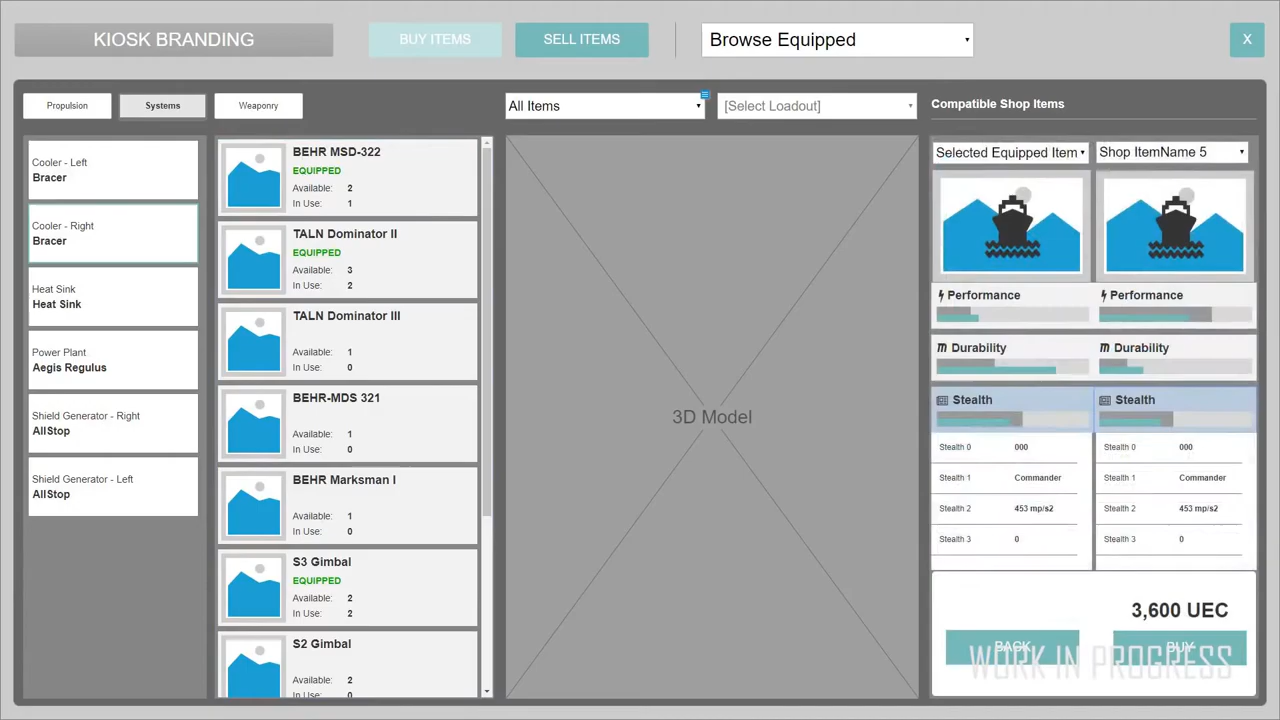 KIOSK BRANDING
BUY ITEMS
SELL ITEMS
Browse Equipped
X
Propulsion
Systems
Weaponry
All Items
[Select Loadout]
Compatible Shop Items
Cooler - Left
Bracer
Cooler - Right
Bracer
Heat Sink
Heat Sink
Power Plant
Aegis Regulus
Shield Generator - Right
AllStop
Shield Generator - Left
AllStop
BEHR MSD-322
EQUIPPED
Available: 2
In Use: 1
TALN Dominator II
EQUIPPED
Available: 3
In Use: 2
TALN Dominator III
Available: 1
In Use: 0
BEHR-MDS 321
Available: 1
In Use: 0
BEHR Marksman I
Available: 1
In Use: 0
S3 Gimbal
EQUIPPED
Available: 2
In Use: 2
S2 Gimbal
Available: 2
In Use: 0
3D Model
Selected Equipped Item
Shop ItemName 5
Performance
Performance
Durability
Durability
Stealth
Stealth
Stealth 0 000
Stealth 0 000
Stealth 1 Commander
Stealth 1 Commander
Stealth 2 453 mp/s2
Stealth 2 453 mp/s2
Stealth 3 0
Stealth 3 0
3,600 UEC
BACK
BUY
WORK IN PROGRESS